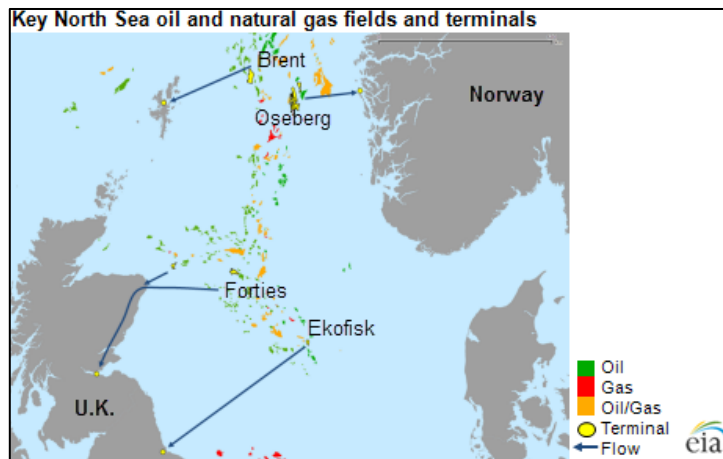 Key North Sea oil and natural gas fields and terminals
Brent
Norway
Oseberg
Forties
Ekofisk
U.K.
Oil
Gas
Oil/Gas
Terminal
Flow
eia